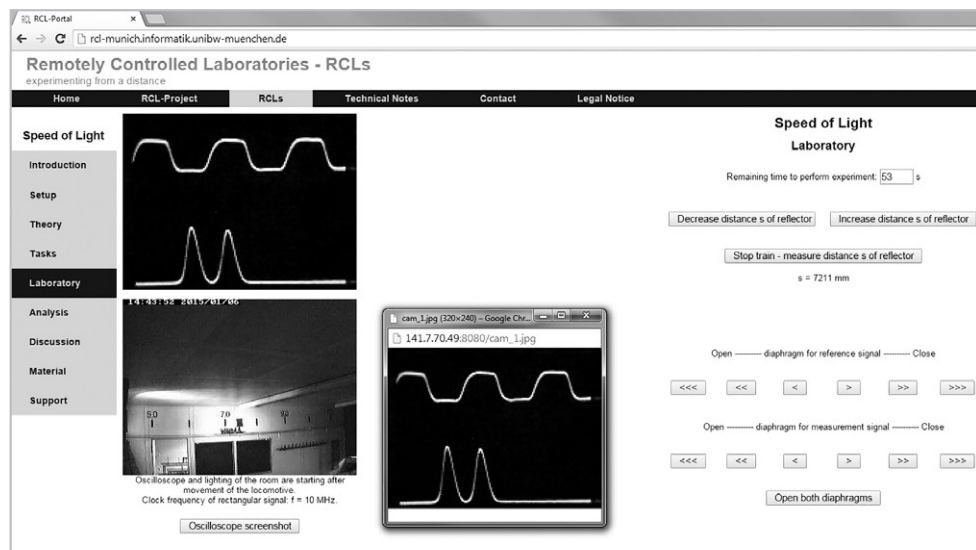 RCL-Portal
rcl-munich.informatik.unibw-muenchen.de
Remotely Controlled Laboratories - RCLs
experimenting from a distance
Home RCL-Project RCLs Technical Notes Contact Legal Notice
Speed of Light
Introduction
Setup
Theory
Tasks
Laboratory
Analysis
Discussion
Material
Support
14:43:52 2015/01/06
5.0 7.0 9.0
Oscilloscope and lighting of the room are starting after
movement of the locomotive.
Clock frequency of rectangular signal: f = 10 MHz.
Oscilloscope screenshot
cam_1.jpg (320×240) – Google Chr...
141.7.70.49:8080/cam_1.jpg
Speed of Light
Laboratory
Remaining time to perform experiment: 53 s
Decrease distance s of reflector Increase distance s of reflector
Stop train - measure distance s of reflector
s = 7211 mm
Open --------- diaphragm for reference signal --------- Close
<<< << < > >> >>>
Open --------- diaphragm for measurement signal --------- Close
<<< << < > >> >>>
Open both diaphragms